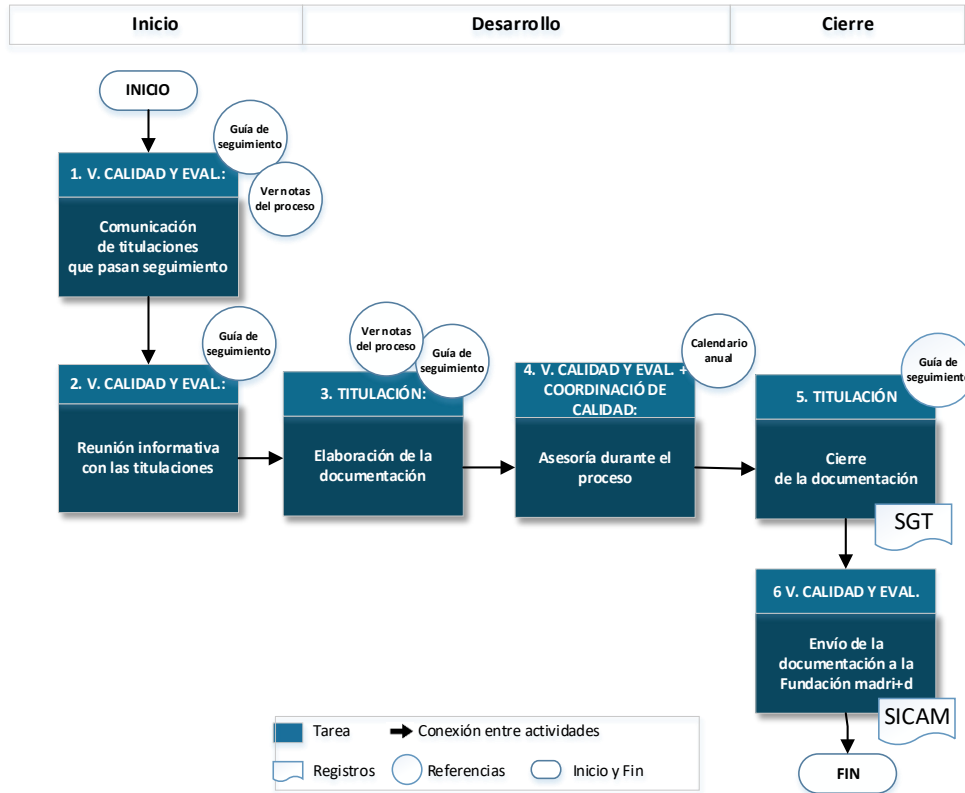 Inicio
Desarrollo
Cierre
INICIO
Guía de
seguimiento
1. V. CALIDAD Y EVAL.:
Ver notas
del proceso
Comunicación
de titulaciones
que pasan seguimiento
Guía de
seguimiento
2. V. CALIDAD Y EVAL.:
Reunión informativa
con las titulaciones
Ver notas
del proceso
Guía de
seguimiento
3. TITULACIÓN:
Elaboración de la
documentación
Calendario
anual
4. V. CALIDAD Y EVAL. +
COORDINACIÓ DE
CALIDAD:
Asesoría durante el
proceso
Guía de
seguimiento
5. TITULACIÓN
Cierre
de la documentación
SGT
6 V. CALIDAD Y EVAL.
Envío de la
documentación a la
Fundación madri+d
SICAM
FIN
Tarea
Conexión entre actividades
Registros
Referencias
Inicio y Fin